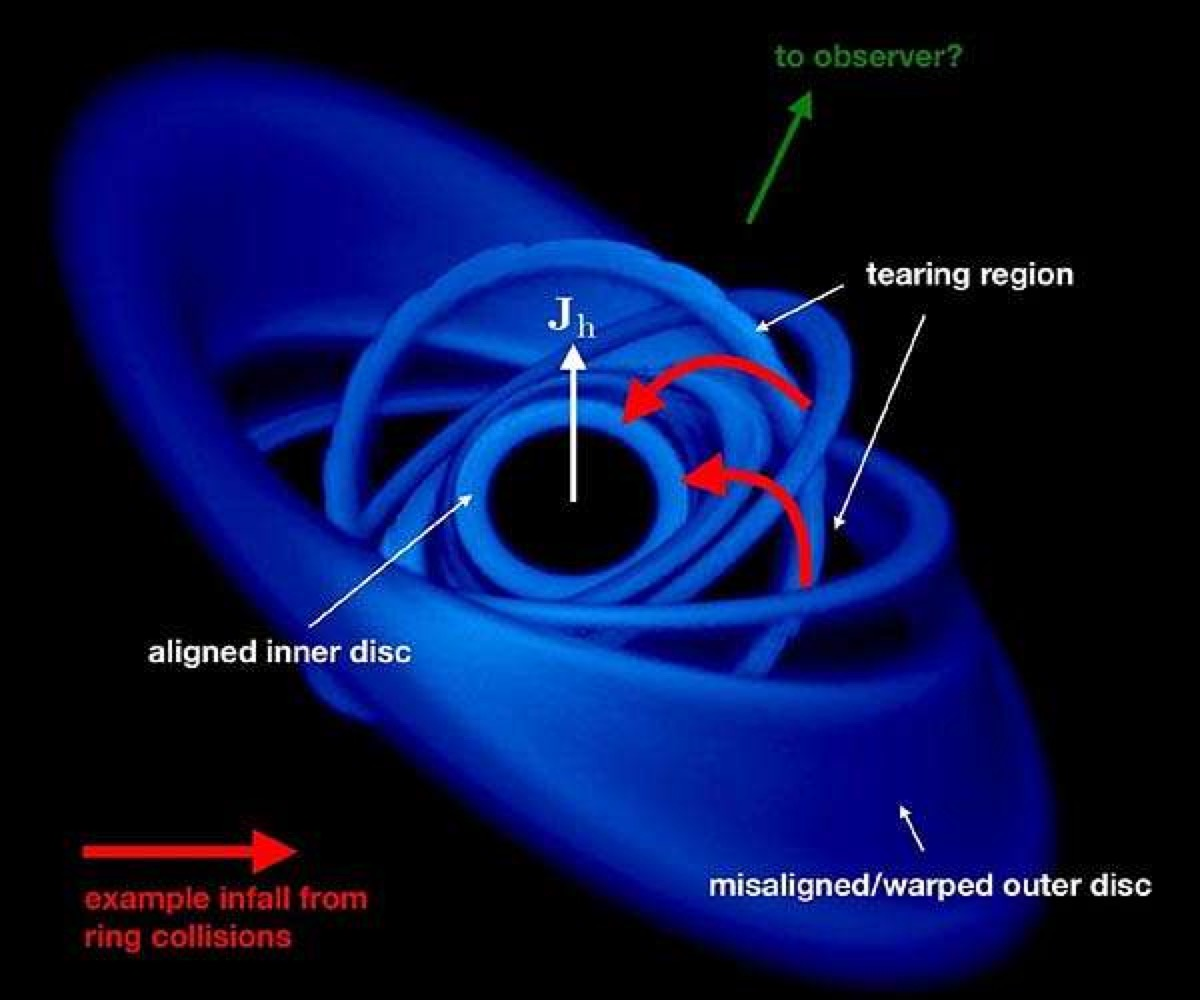 to observer?
tearing region
Jh
aligned inner disc
misaligned/warped outer disc
example infall from
ring collisions